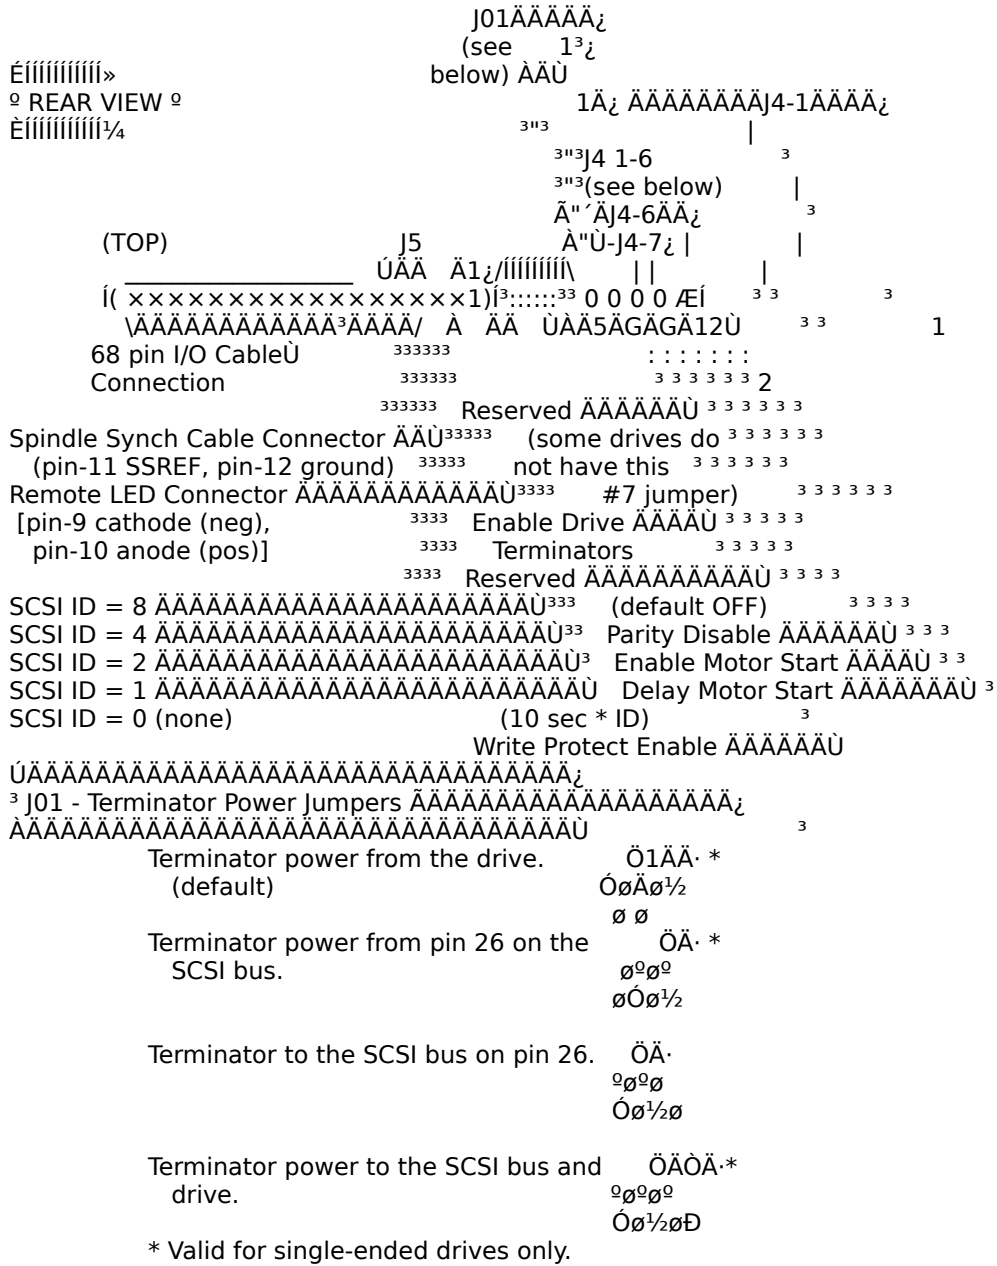 J01ÄÄÄÄÄ¿
(see 1³¿
ÉÍÍÍÍÍÍÍÍÍÍÍ» below) ÀÄÙ
º REAR VIEW º 1Ä¿ ÄÄÄÄÄÄÄÄJ4-1ÄÄÄÄ¿
ÈÍÍÍÍÍÍÍÍÍÍÍ¼ ³"³ |
³"³J4 1-6 ³
³"³(see below) |
Ã"´ÄJ4-6ÄÄ¿ ³
(TOP) J5 À"Ù-J4-7¿ | |
___________________ ÚÄÄ Ä1¿/ÍÍÍÍÍÍÍÍÍ\ | | |
Í( ×××××××××××××××××1)Í³::::::³³ 0 0 0 0 ÆÍ ³ ³ ³
\ÄÄÄÄÄÄÄÄÄÄÄÄ³ÄÄÄÄ/ À ÄÄ ÙÀÄ5ÄGÄGÄ12Ù ³ ³ 1
68 pin I/O CableÙ ³³³³³³ : : : : : : :
Connection ³³³³³³ ³ ³ ³ ³ ³ ³ 2
³³³³³³ Reserved ÄÄÄÄÄÄÙ ³ ³ ³ ³ ³ ³
Spindle Synch Cable Connector ÄÄÙ³³³³³ (some drives do ³ ³ ³ ³ ³ ³
(pin-11 SSREF, pin-12 ground) ³³³³³ not have this ³ ³ ³ ³ ³ ³
Remote LED Connector ÄÄÄÄÄÄÄÄÄÄÄÄÙ³³³³ #7 jumper) ³ ³ ³ ³ ³ ³
[pin-9 cathode (neg), ³³³³ Enable Drive ÄÄÄÄÙ ³ ³ ³ ³ ³
pin-10 anode (pos)] ³³³³ Terminators ³ ³ ³ ³ ³
³³³³ Reserved ÄÄÄÄÄÄÄÄÄÄÙ ³ ³ ³ ³
SCSI ID = 8 ÄÄÄÄÄÄÄÄÄÄÄÄÄÄÄÄÄÄÄÄÄÄÙ³³³ (default OFF) ³ ³ ³ ³
SCSI ID = 4 ÄÄÄÄÄÄÄÄÄÄÄÄÄÄÄÄÄÄÄÄÄÄÄÙ³³ Parity Disable ÄÄÄÄÄÄÙ ³ ³ ³
SCSI ID = 2 ÄÄÄÄÄÄÄÄÄÄÄÄÄÄÄÄÄÄÄÄÄÄÄÄÙ³ Enable Motor Start ÄÄÄÄÙ ³ ³
SCSI ID = 1 ÄÄÄÄÄÄÄÄÄÄÄÄÄÄÄÄÄÄÄÄÄÄÄÄÄÙ Delay Motor Start ÄÄÄÄÄÄÄÙ ³
SCSI ID = 0 (none) (10 sec * ID) ³
Write Protect Enable ÄÄÄÄÄÄÙ
ÚÄÄÄÄÄÄÄÄÄÄÄÄÄÄÄÄÄÄÄÄÄÄÄÄÄÄÄÄÄÄÄÄ¿
³ J01 - Terminator Power Jumpers ÃÄÄÄÄÄÄÄÄÄÄÄÄÄÄÄÄÄÄ¿
ÀÄÄÄÄÄÄÄÄÄÄÄÄÄÄÄÄÄÄÄÄÄÄÄÄÄÄÄÄÄÄÄÄÙ ³
Terminator power from the drive. Ö1ÄÄ· *
(default) ÓøÄø½
ø ø
Terminator power from pin 26 on the ÖÄ· *
SCSI bus. øºøº
øÓø½
Terminator to the SCSI bus on pin 26. ÖÄ·
ºøºø
Óø½ø
Terminator power to the SCSI bus and ÖÄÒÄ·*
drive. ºøºøº
Óø½øÐ
* Valid for single-ended drives only.